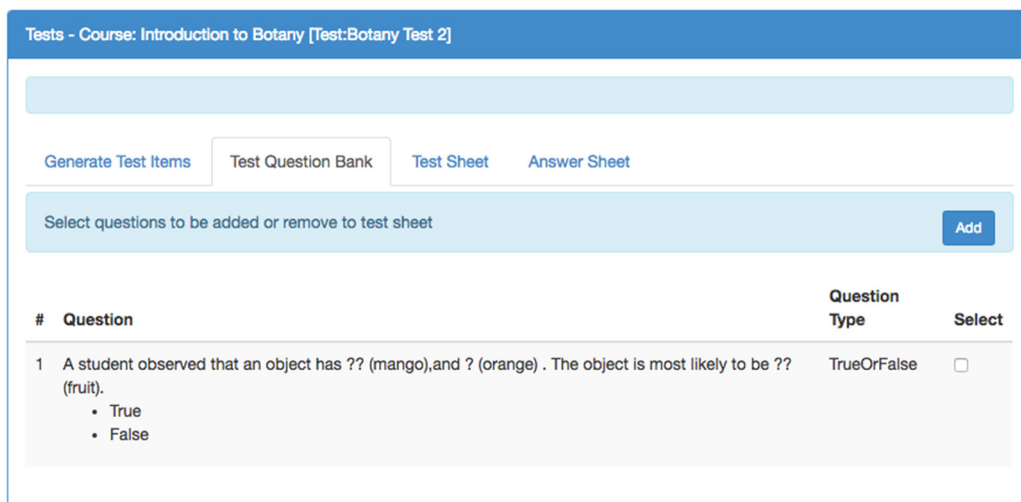 Tests - Course: Introduction to Botany [Test:Botany Test 2]
Generate Test Items Test Question Bank Test Sheet Answer Sheet
Select questions to be added or remove to test sheet
Add
# Question Question Type Select
1 A student observed that an object has ?? (mango),and ? (orange) . The object is most likely to be ?? TrueOrFalse
(fruit).
• True
• False